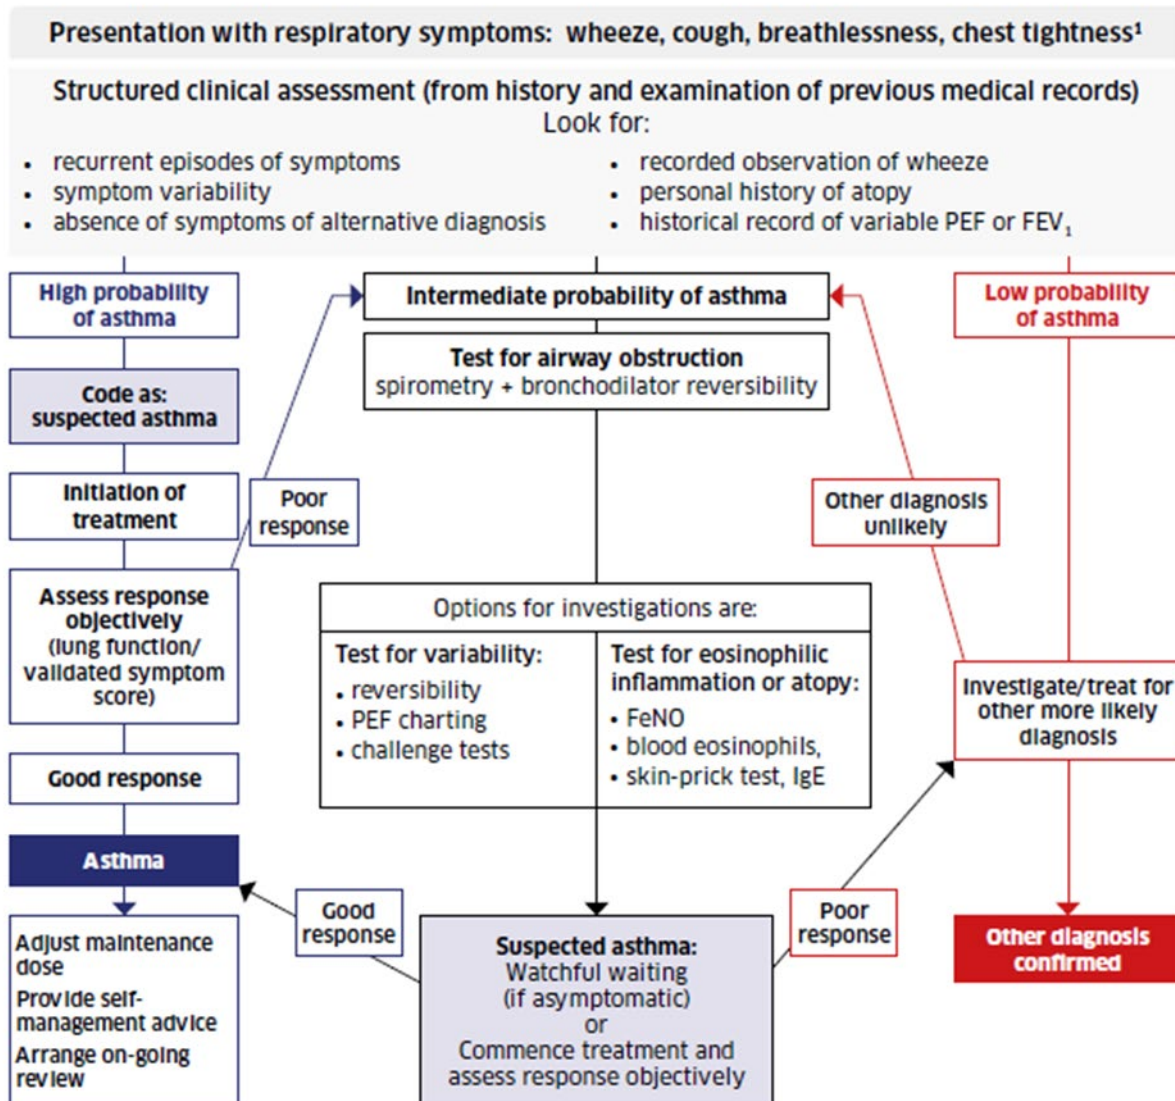 Presentation with respiratory symptoms: wheeze, cough, breathlessness, chest tightness¹
Structured clinical assessment (from history and examination of previous medical records)
Look for:
• recurrent episodes of symptoms
• symptom variability
• absence of symptoms of alternative diagnosis
• recorded observation of wheeze
• personal history of atopy
• historical record of variable PEF or FEV₁
High probability
of asthma
Code as:
suspected asthma
Initiation of
treatment
Assess response
objectively
(lung function/
validated symptom
score)
Good response
Asthma
Adjust maintenance
dose
Provide self-
management advice
Arrange on-going
review
Poor
response
Intermediate probability of asthma
Test for airway obstruction
spirometry + bronchodilator reversibility
Options for investigations are:
Test for variability:
• reversibility
• PEF charting
• challenge tests
Test for eosinophilic
inflammation or atopy:
• FeNO
• blood eosinophils,
• skin-prick test, IgE
Good
response
Suspected asthma:
Watchful waiting
(if asymptomatic)
or
Commence treatment and
assess response objectively
Poor
response
Low probability
of asthma
Other diagnosis
unlikely
Investigate/treat for
other more likely
diagnosis
Other diagnosis
confirmed